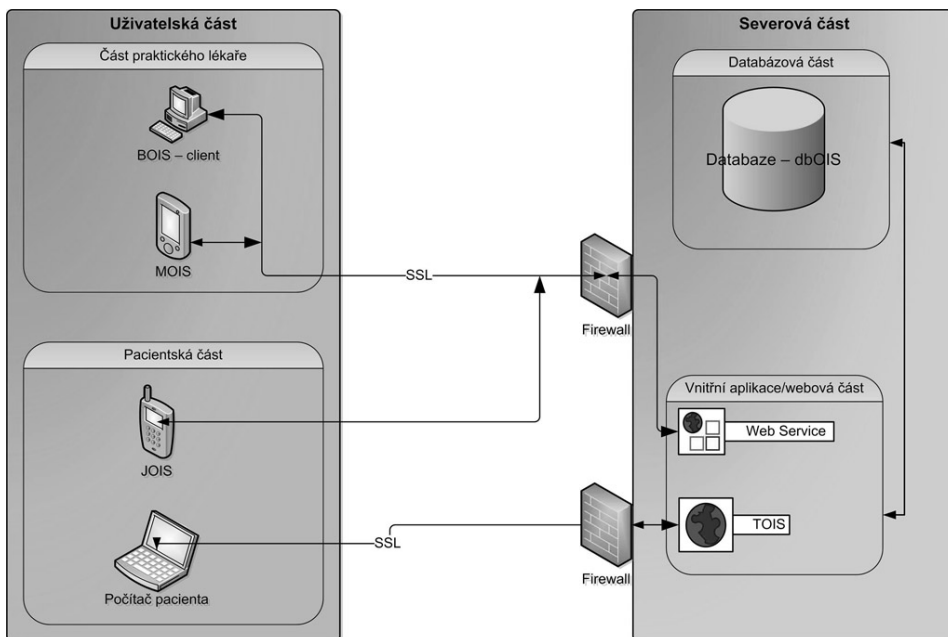 Uživatelská část
Část praktického lékaře
BOIS – client
MOIS
Pacientská část
JOIS
Počítač pacienta
SSL
SSL
Firewall
Firewall
Severová část
Databázová část
Databaze – dbOIS
Vnitřní aplikace/webová část
Web Service
TOIS